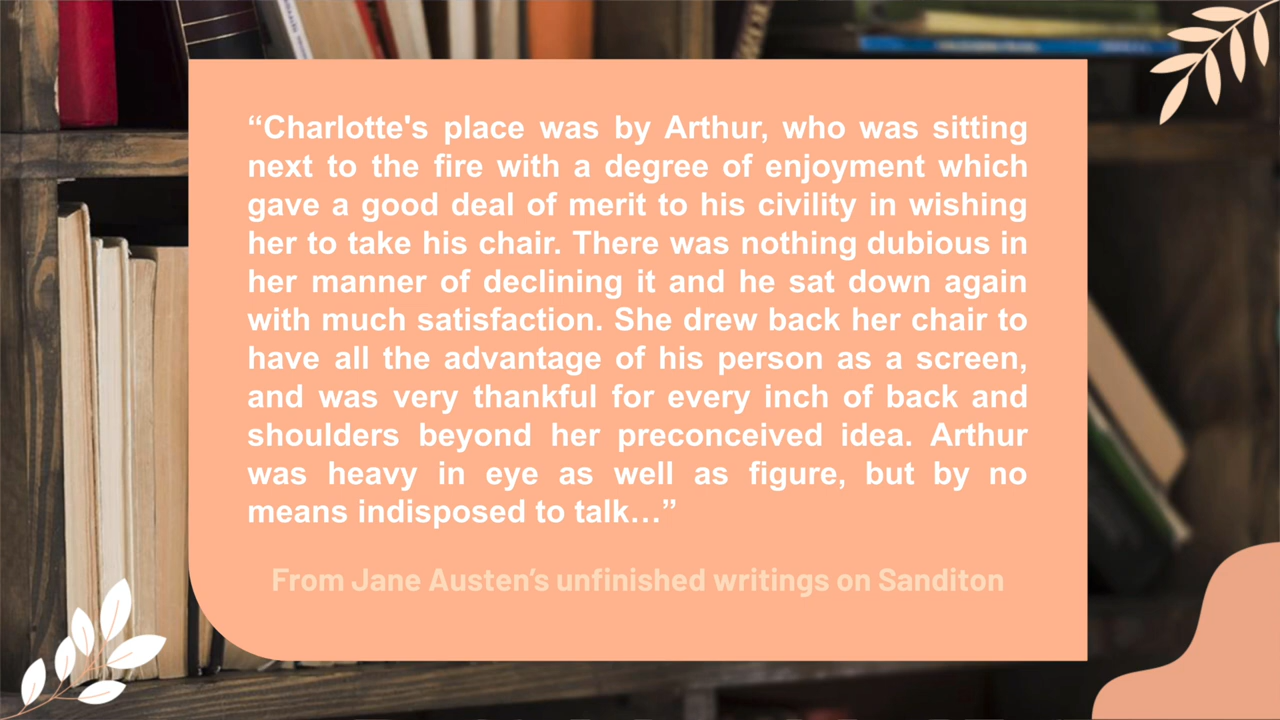 “Charlotte's place was by Arthur, who was sitting
next to the fire with a degree of enjoyment which
gave a good deal of merit to his civility in wishing
her to take his chair. There was nothing dubious in
her manner of declining it and he sat down again
with much satisfaction. She drew back her chair to
have all the advantage of his person as a screen,
and was very thankful for every inch of back and
shoulders beyond her preconceived idea. Arthur
was heavy in eye as well as figure, but by no
means indisposed to talk…”
From Jane Austen’s unfinished writings on Sanditon